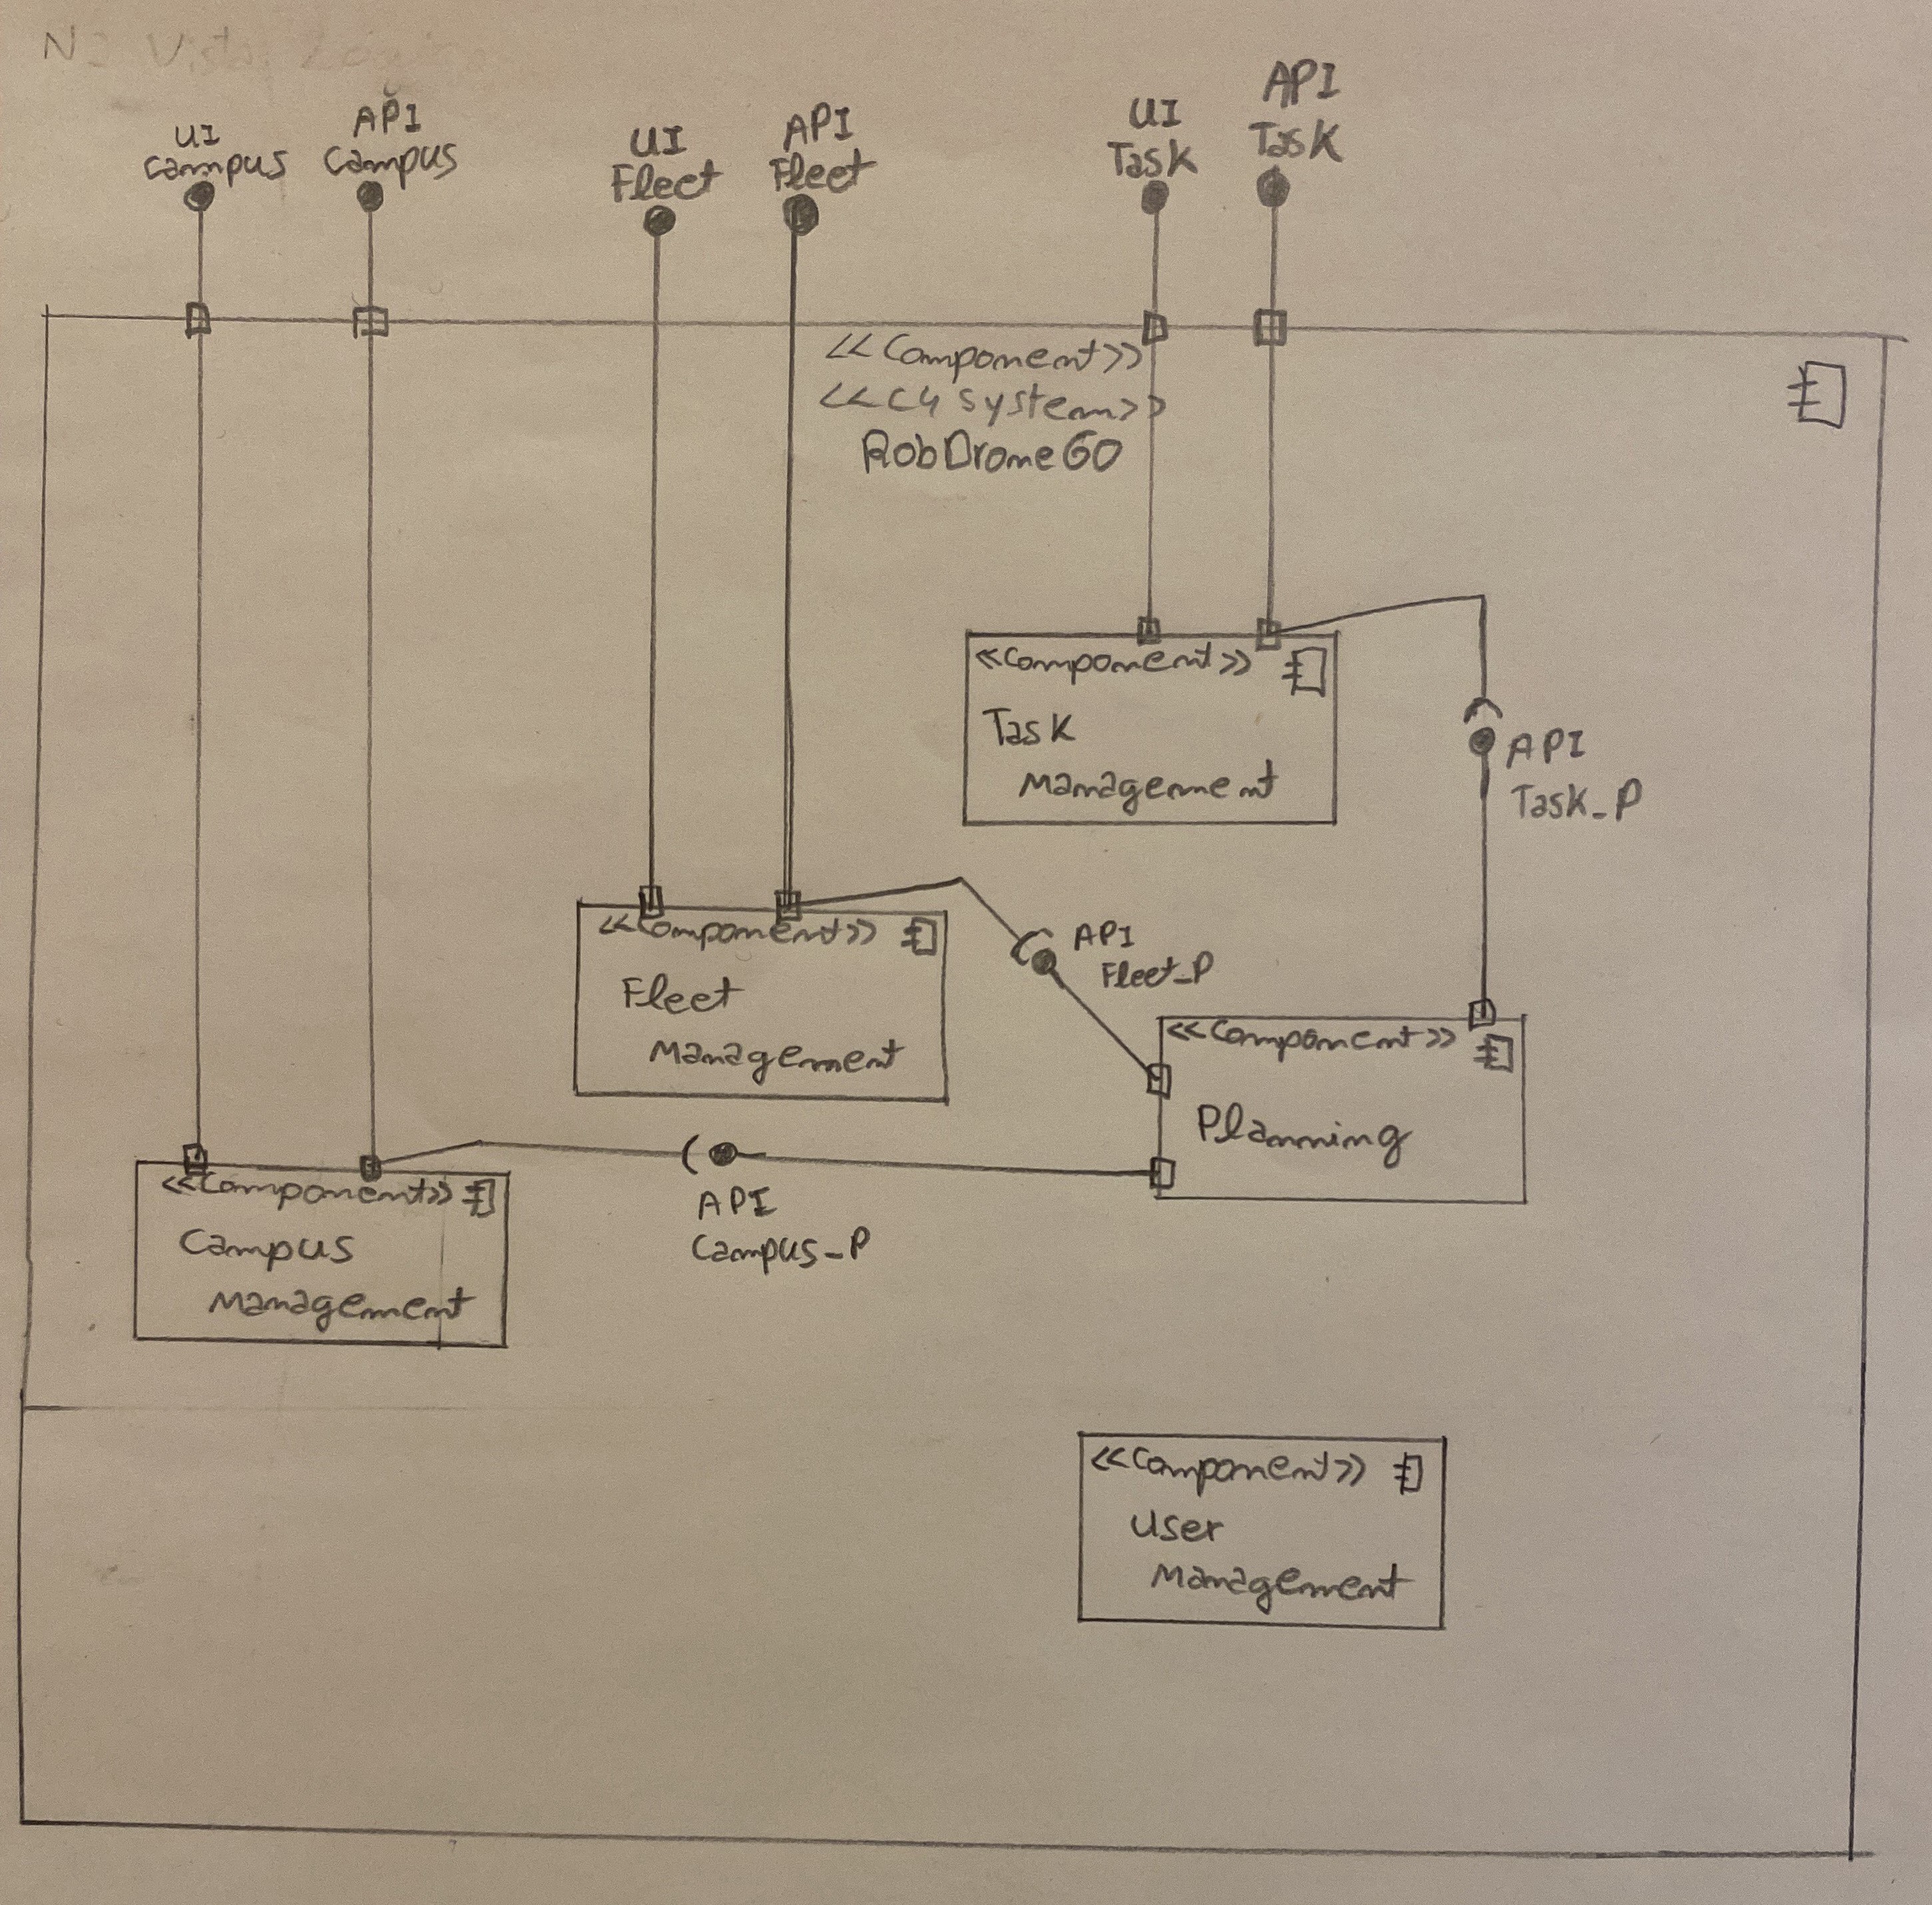 N2 Vista Lógica
UI
campus
API
campus
UI
Fleet
API
Fleet
UI
Task
API
Task
<<Component>>
<<C4 system>>
RobDroneGO
<<component>>
Task
Management
API
Task_P
<<component>>
Fleet
Management
API
Fleet_P
<<component>>
Planning
<<component>>
Campus
Management
API
Campus_P
<<component>>
User
Management